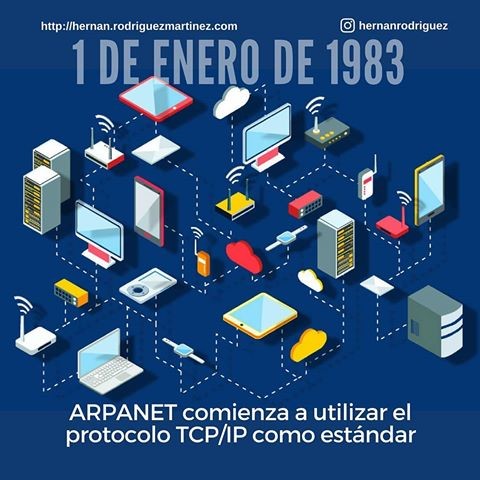 http://hernan.rodriguezmartinez.com
hernanrodriguez
1 DE ENERO DE 1983
ARPANET comienza a utilizar el
protocolo TCP/IP como estándar